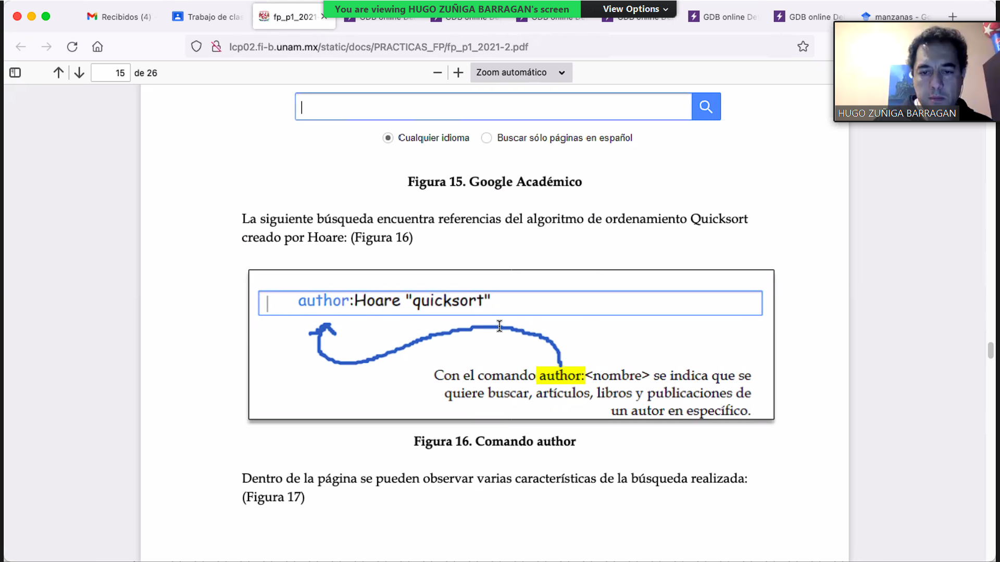 You are viewing HUGO ZUÑIGA BARRAGAN's screen
View Options
Recibidos (4)
Trabajo de clas
fp_p1_2021
GDB online De
GDB online De
manzanas - Go
lcp02.fi-b.unam.mx/static/docs/PRACTICAS_FP/fp_p1_2021-2.pdf
15 de 26
Zoom automático
HUGO ZUÑIGA BARRAGAN
Cualquier idioma Buscar sólo páginas en español
Figura 15. Google Académico
La siguiente búsqueda encuentra referencias del algoritmo de ordenamiento Quicksort
creado por Hoare: (Figura 16)
author:Hoare "quicksort"
Con el comando author:<nombre> se indica que se
quiere buscar, artículos, libros y publicaciones de
un autor en específico.
Figura 16. Comando author
Dentro de la página se pueden observar varias características de la búsqueda realizada:
(Figura 17)